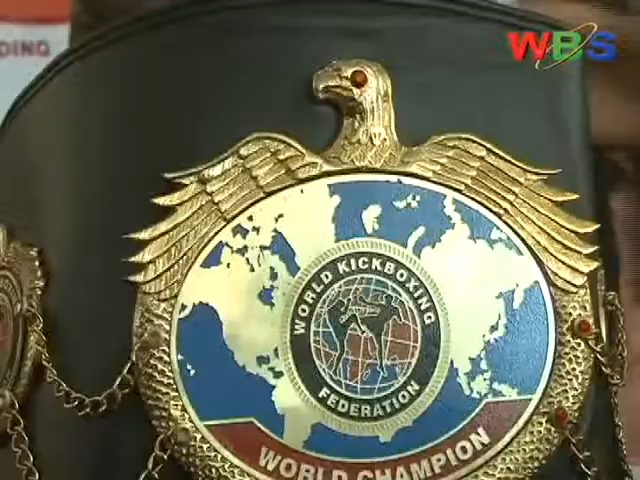 DING
WBS
WORLD KICKBOXING
FEDERATION
WORLD CHAMPION